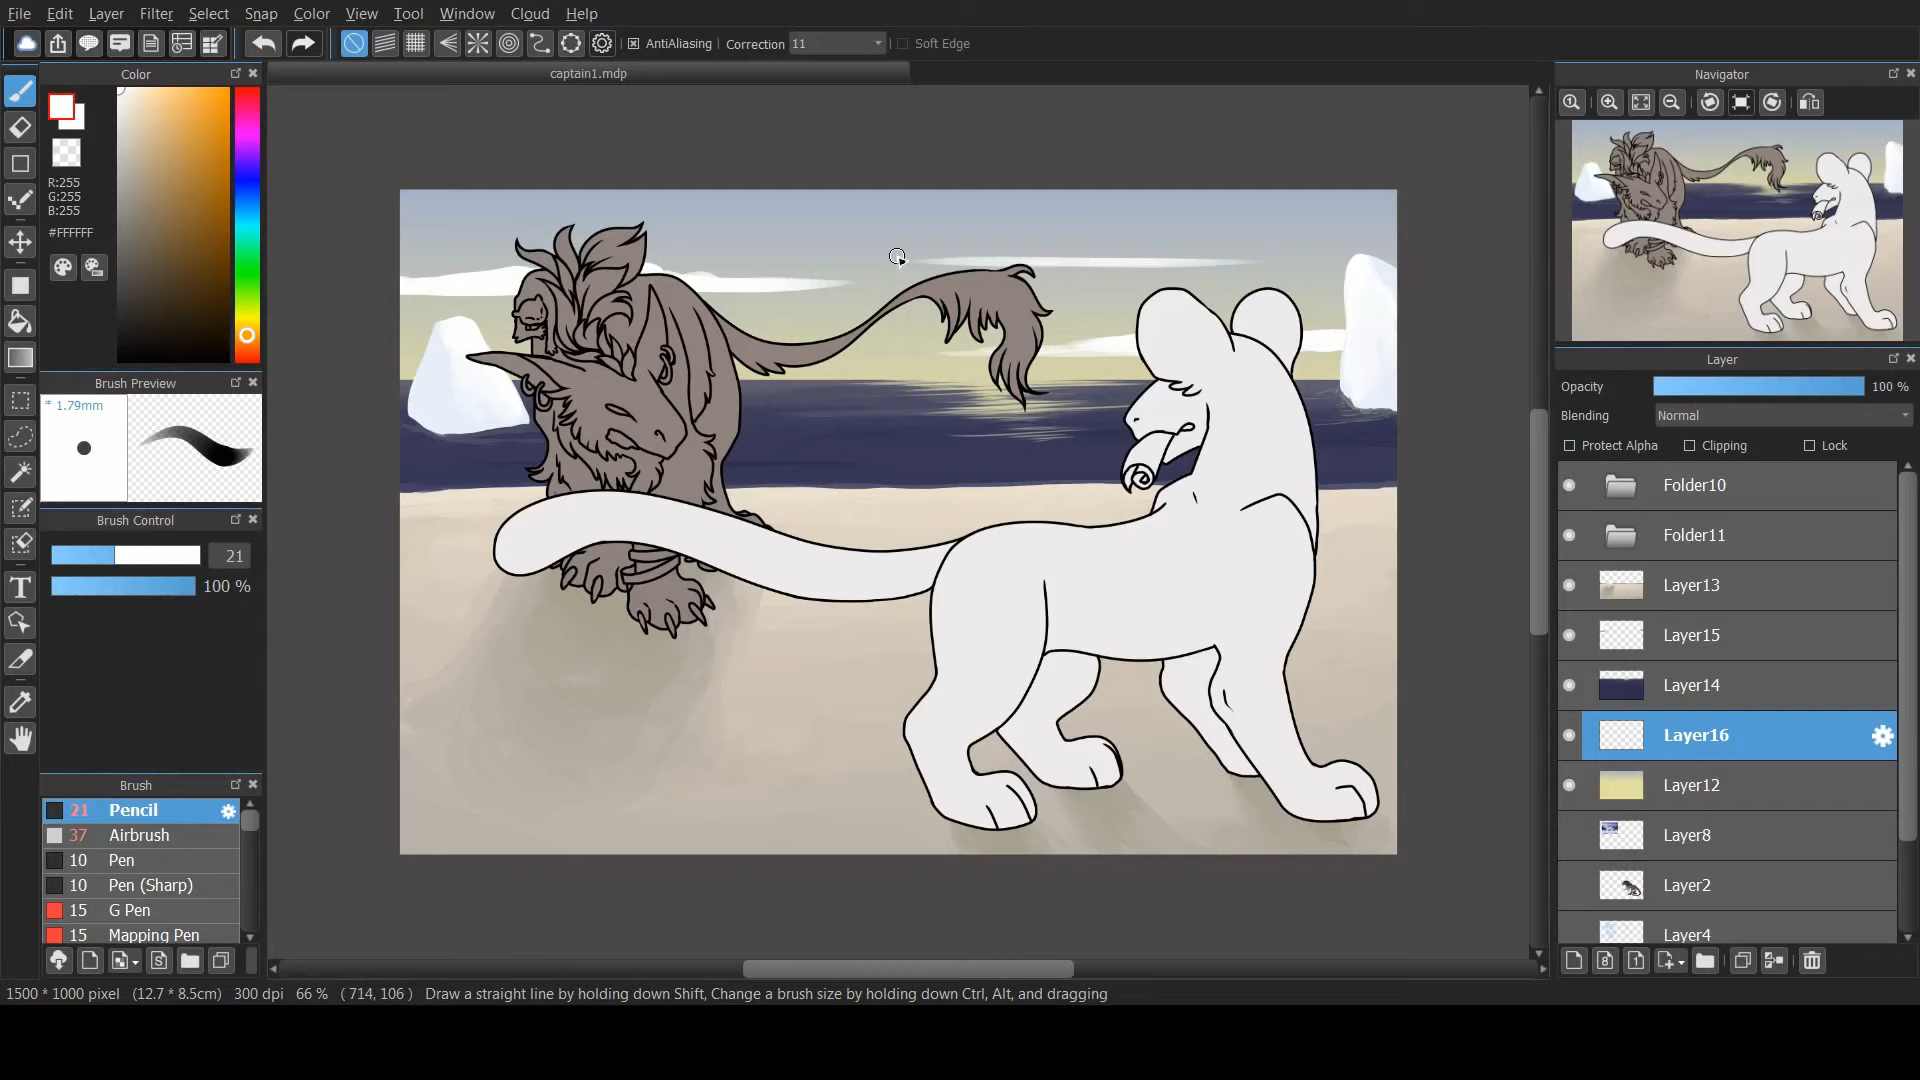 File Edit Layer Filter Select Snap Color View Tool Window Cloud Help
AntiAliasing Correction 11 Soft Edge
Color
captain1.mdp
Navigator
R:255
G:255
B:255
#FFFFFF
Brush Preview
* 1.79mm
Brush Control
21
100 %
Brush
21 Pencil
37 Airbrush
10 Pen
10 Pen (Sharp)
15 G Pen
15 Mapping Pen
Layer
Opacity 100 %
Blending Normal
Protect Alpha Clipping Lock
Folder10
Folder11
Layer13
Layer15
Layer14
Layer16
Layer12
Layer8
Layer2
Layer4
1500 * 1000 pixel (12.7 * 8.5cm) 300 dpi 66 % ( 714, 106 ) Draw a straight line by holding down Shift, Change a brush size by holding down Ctrl, Alt, and dragging